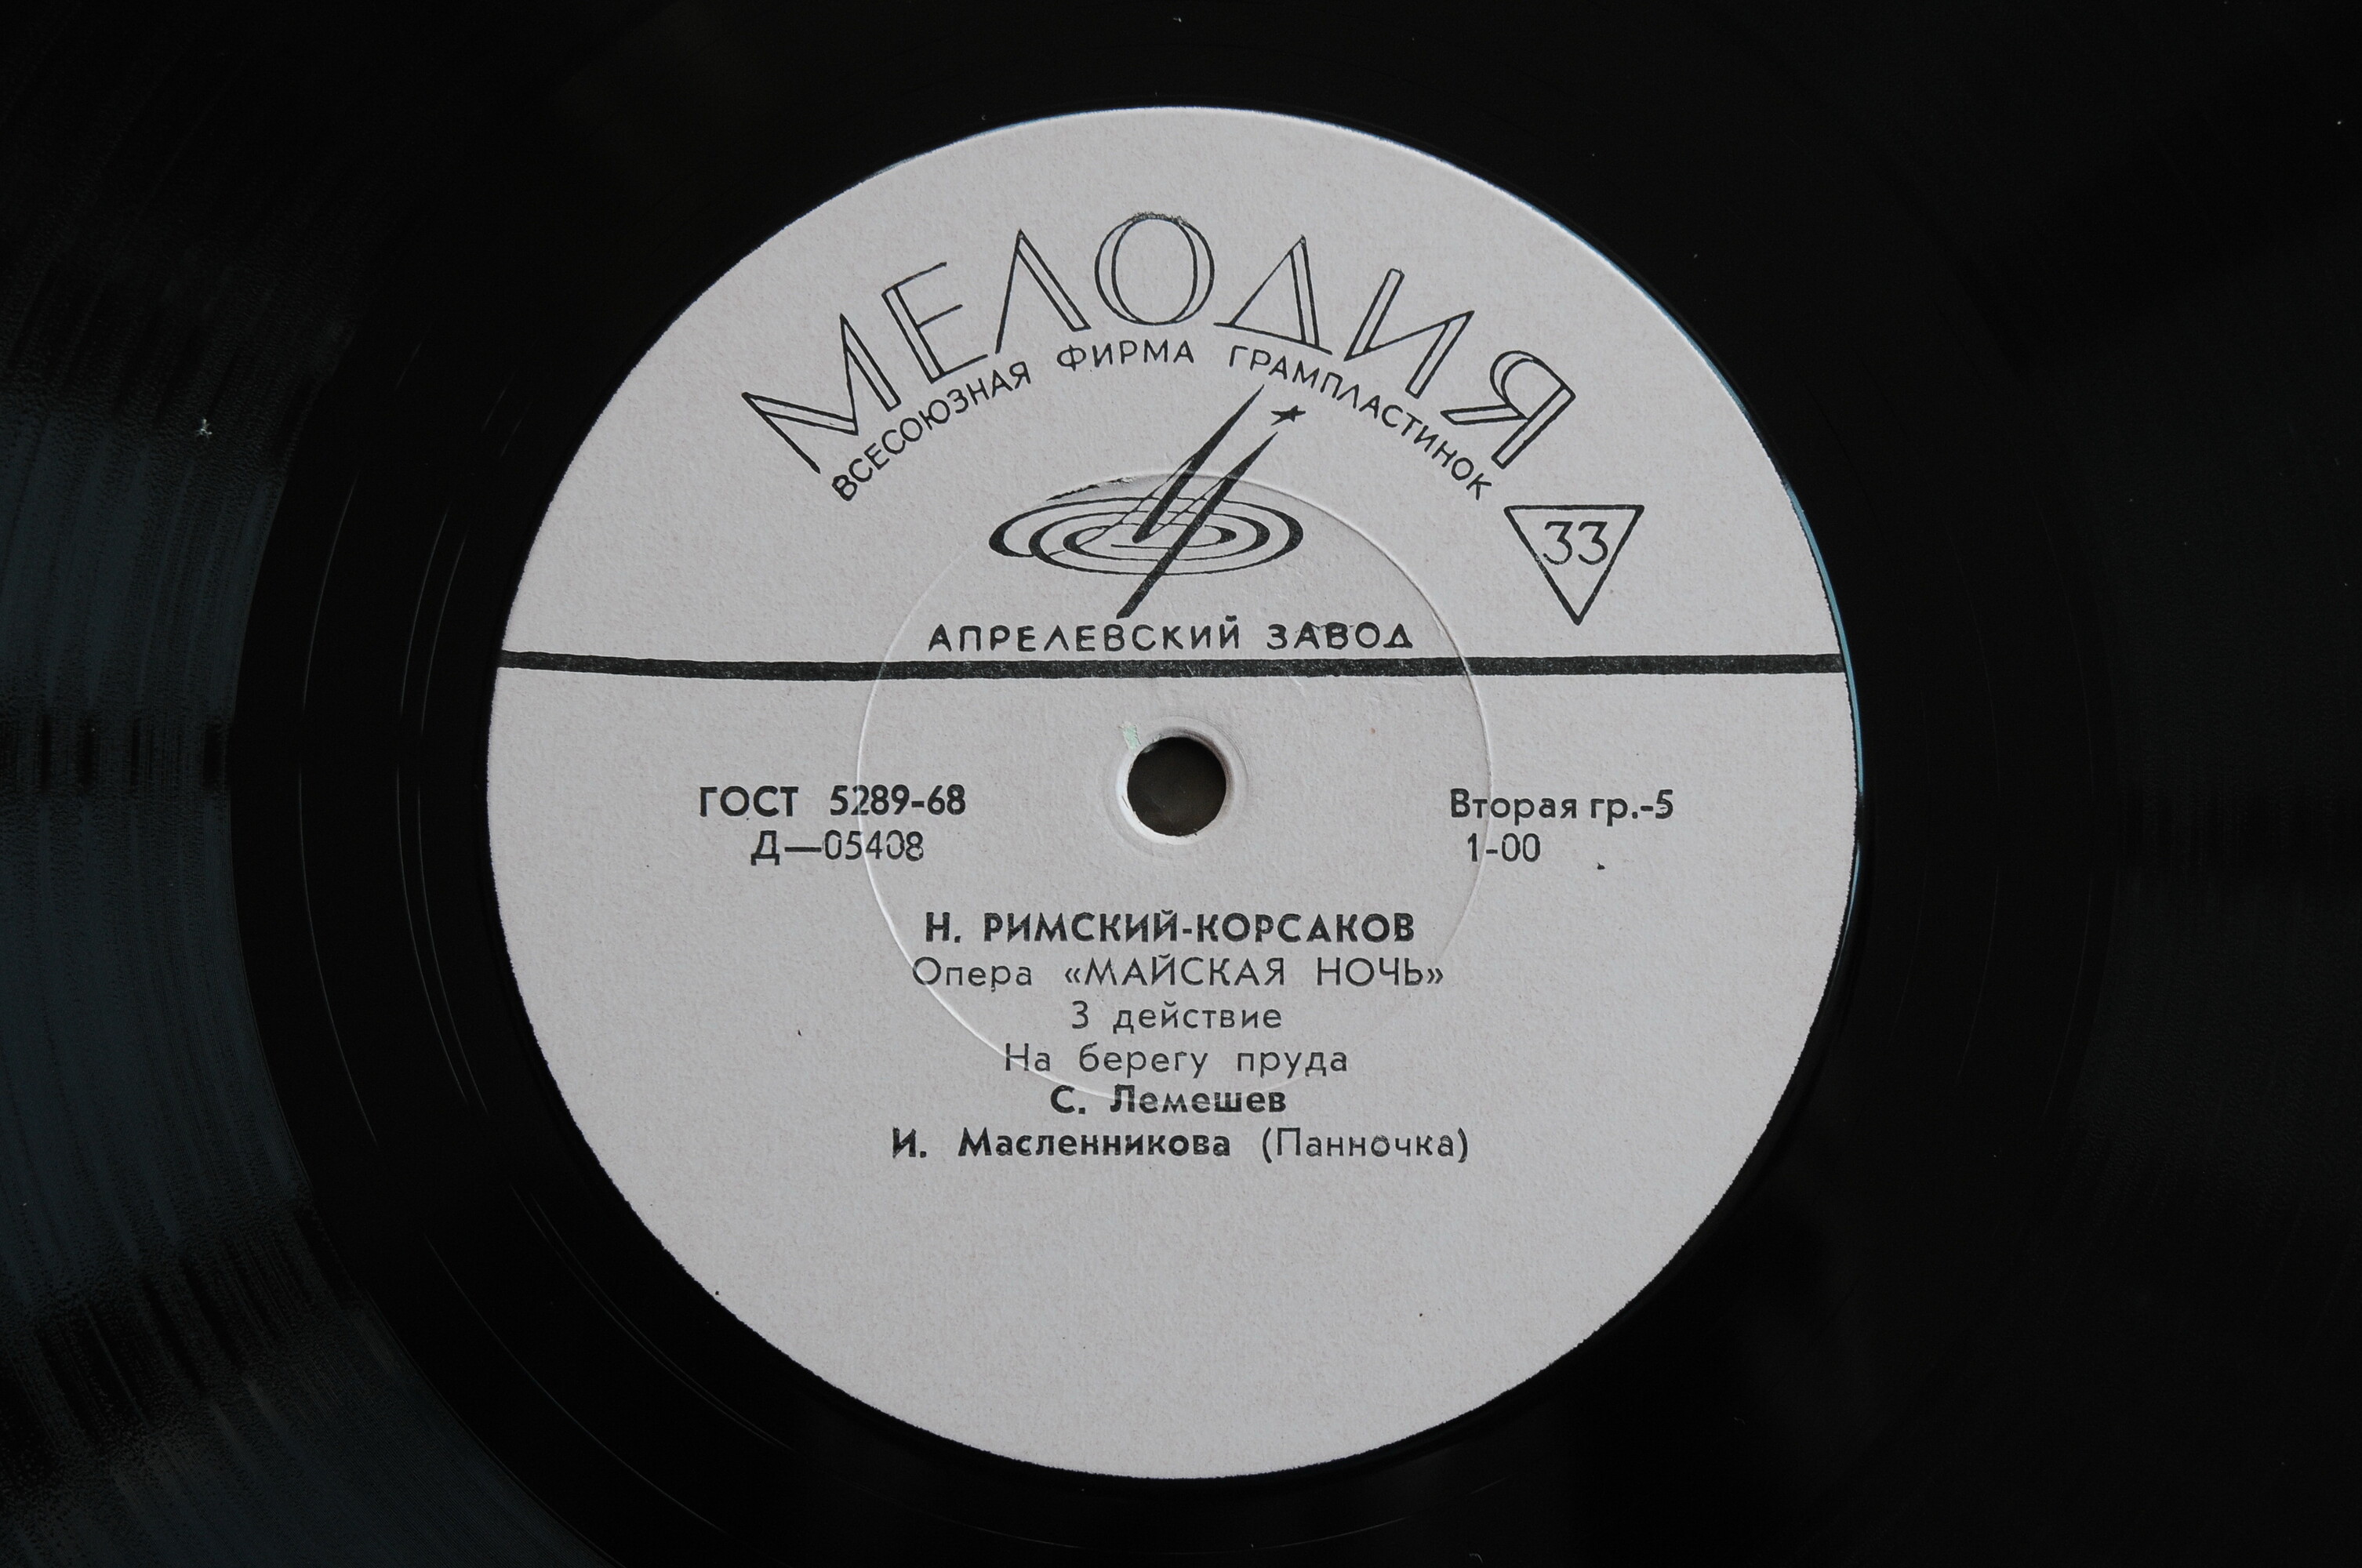 МЕЛОДИЯ
ВСЕСОЮЗНАЯ ФИРМА ГРАМПЛАСТИНОК
33
АПРЕЛЕВСКИЙ ЗАВОД
ГОСТ 5289-68
Д—05408
Вторая гр.-5
1-00
Н. РИМСКИЙ-КОРСАКОВ
Опера «МАЙСКАЯ НОЧЬ»
3 действие
На берегу пруда
С. Лемешев
И. Масленникова (Панночка)